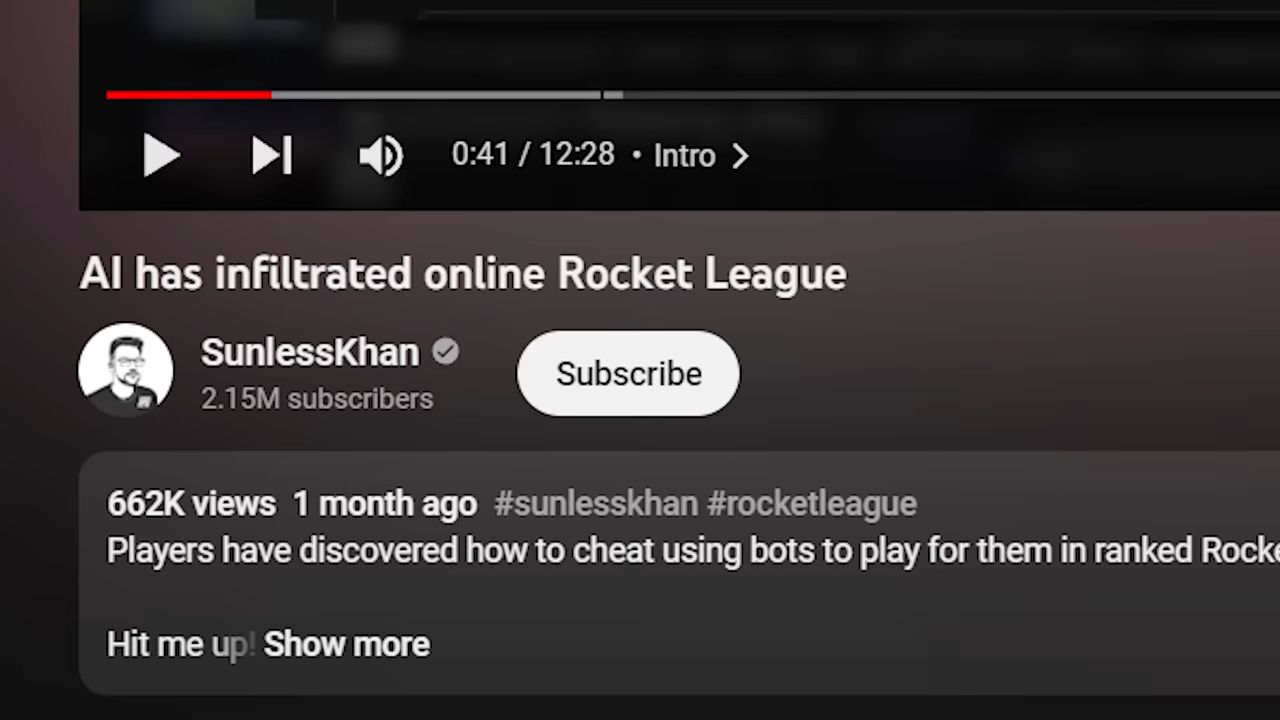 0:41 / 12:28 • Intro
AI has infiltrated online Rocket League
SunlessKhan
2.15M subscribers
Subscribe
662K views 1 month ago #sunlesskhan #rocketleague
Players have discovered how to cheat using bots to play for them in ranked Rocke
Hit me up! Show more